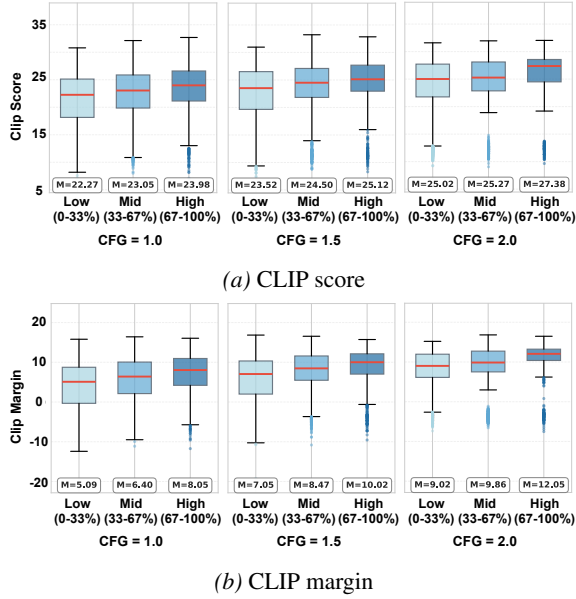 35
25
15
5
Clip Score
M=22.27 M=23.05 M=23.98 M=23.52 M=24.50 M=25.12 M=25.02 M=25.27 M=27.38
Low Mid High Low Mid High Low Mid High
(0-33%) (33-67%) (67-100%) (0-33%) (33-67%) (67-100%) (0-33%) (33-67%) (67-100%)
CFG = 1.0 CFG = 1.5 CFG = 2.0
(a) CLIP score
20
10
0
-10
-20
Clip Margin
M=5.09 M=6.40 M=8.05 M=7.05 M=8.47 M=10.02 M=9.02 M=9.86 M=12.05
Low Mid High Low Mid High Low Mid High
(0-33%) (33-67%) (67-100%) (0-33%) (33-67%) (67-100%) (0-33%) (33-67%) (67-100%)
CFG = 1.0 CFG = 1.5 CFG = 2.0
(b) CLIP margin